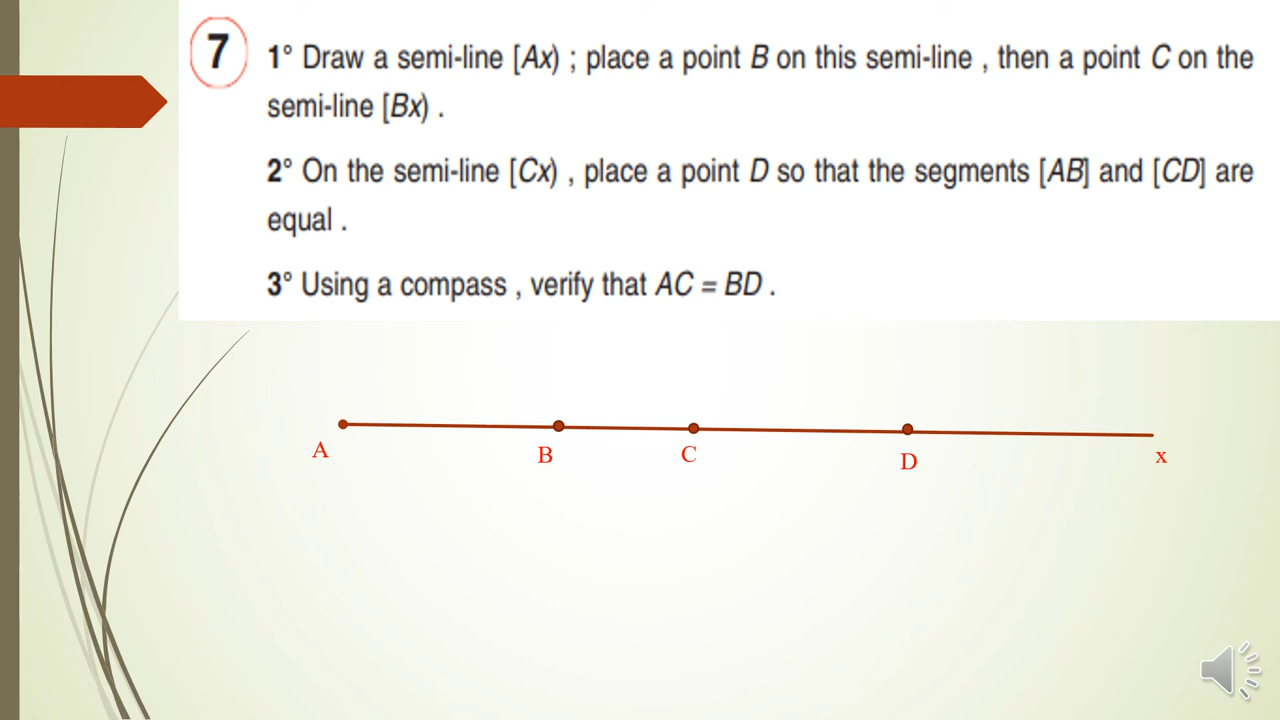 7
1° Draw a semi-line [Ax) ; place a point B on this semi-line , then a point C on the
semi-line [Bx) .
2° On the semi-line [Cx) , place a point D so that the segments [AB] and [CD] are
equal .
3° Using a compass , verify that AC = BD .
A B C D x